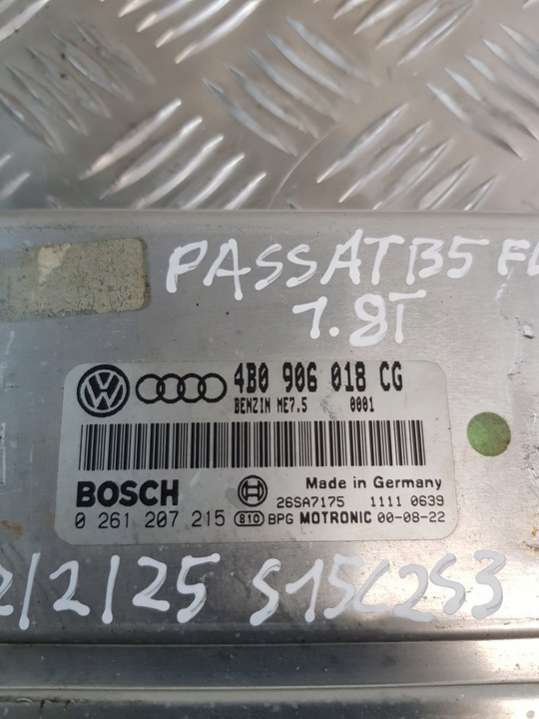 PASSAT B5 F
1.8T
4B0 906 018 CG
BENZIN ME7.5 0001
Made in Germany
BOSCH 26SA7175 1111 0639
0 261 207 215 810 BPG MOTRONIC 00-08-22
2/2/25 S15C2S3